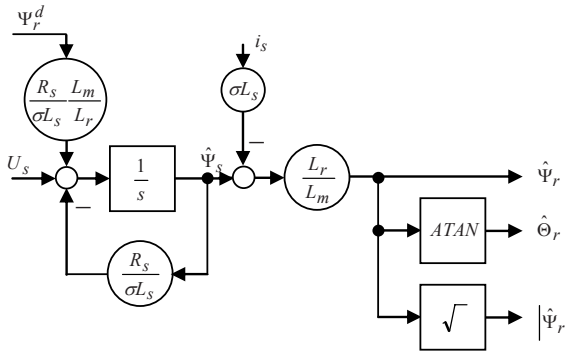 Ψ_r^d
i_s
R_s/σL_s L_m/L_r
σL_s
U_s
1/s
Ψ̂_s
−
−
L_r/L_m
Ψ̂_r
ATAN
Θ̂_r
R_s/σL_s
√
|Ψ̂_r